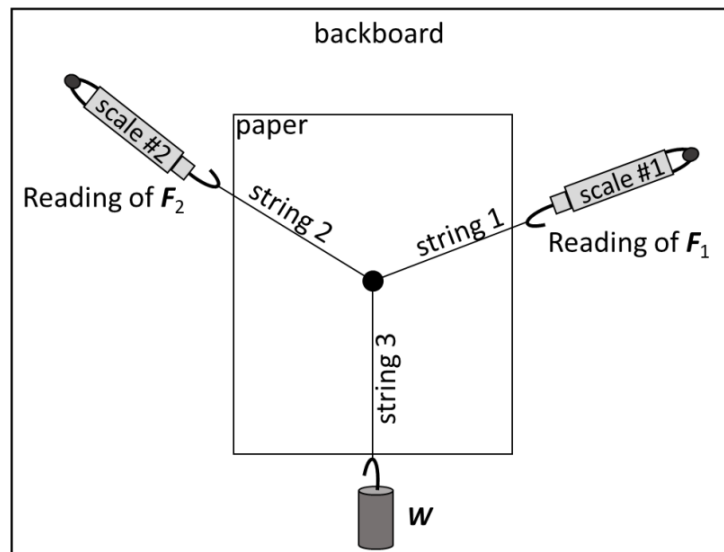 backboard
paper
scale #2
scale #1
Reading of F₂
string 2
string 1
Reading of F₁
string 3
W